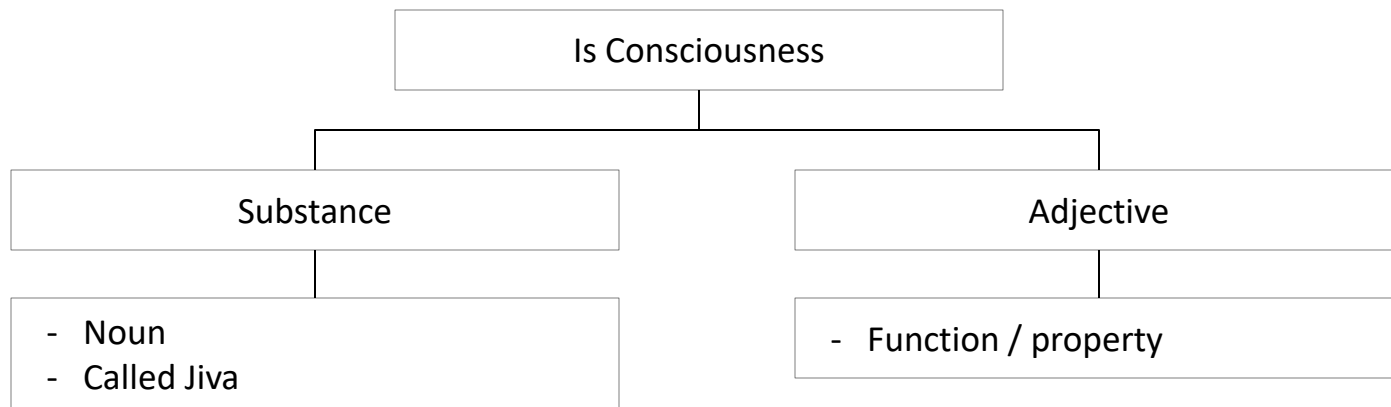 Is Consciousness
Substance
Adjective
- Noun
- Called Jiva
- Function / property